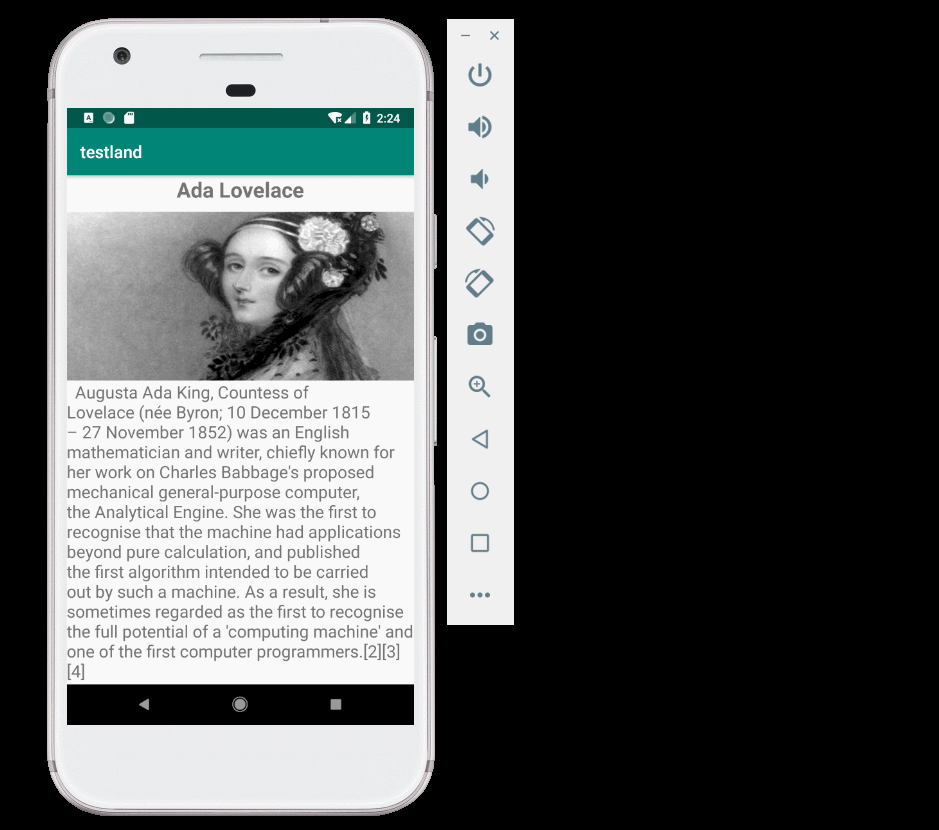 2:24
testland
Ada Lovelace
Augusta Ada King, Countess of
Lovelace (née Byron; 10 December 1815
– 27 November 1852) was an English
mathematician and writer, chiefly known for
her work on Charles Babbage's proposed
mechanical general-purpose computer,
the Analytical Engine. She was the first to
recognise that the machine had applications
beyond pure calculation, and published
the first algorithm intended to be carried
out by such a machine. As a result, she is
sometimes regarded as the first to recognise
the full potential of a 'computing machine' and
one of the first computer programmers.[2][3]
[4]